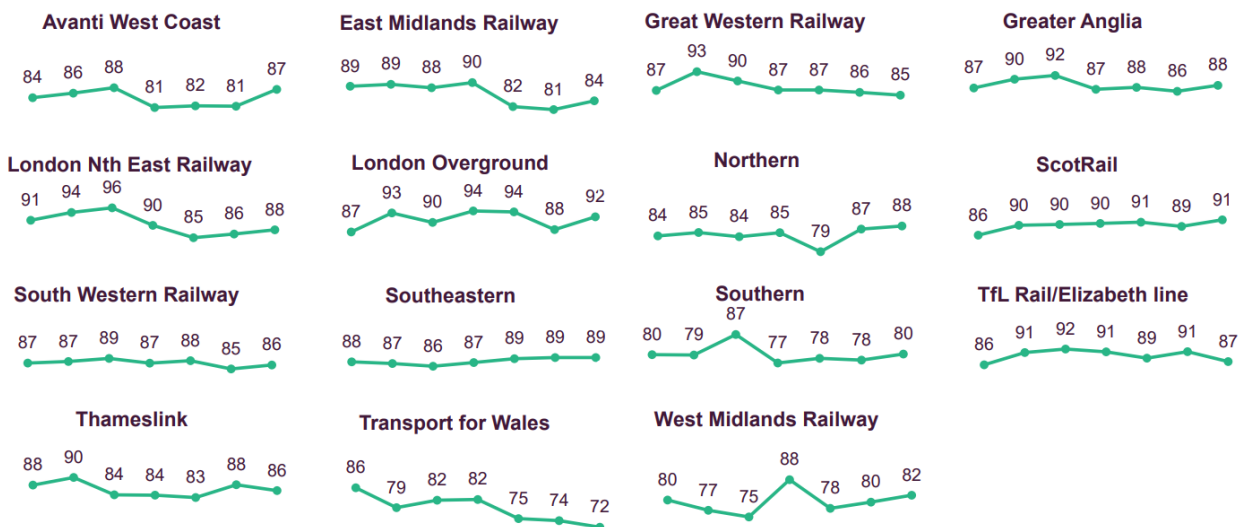 Avanti West Coast
84 86 88 81 82 81 87
East Midlands Railway
89 89 88 90 82 81 84
Great Western Railway
87 93 90 87 87 86 85
Greater Anglia
87 90 92 87 88 86 88
London Nth East Railway
91 94 96 90 85 86 88
London Overground
87 93 90 94 94 88 92
Northern
84 85 84 85 79 87 88
ScotRail
86 90 90 90 91 89 91
South Western Railway
87 87 89 87 88 85 86
Southeastern
88 87 86 87 89 89 89
Southern
80 79 87 77 78 78 80
TfL Rail/Elizabeth line
86 91 92 91 89 91 87
Thameslink
88 90 84 84 83 88 86
Transport for Wales
86 79 82 82 75 74 72
West Midlands Railway
80 77 75 88 78 80 82